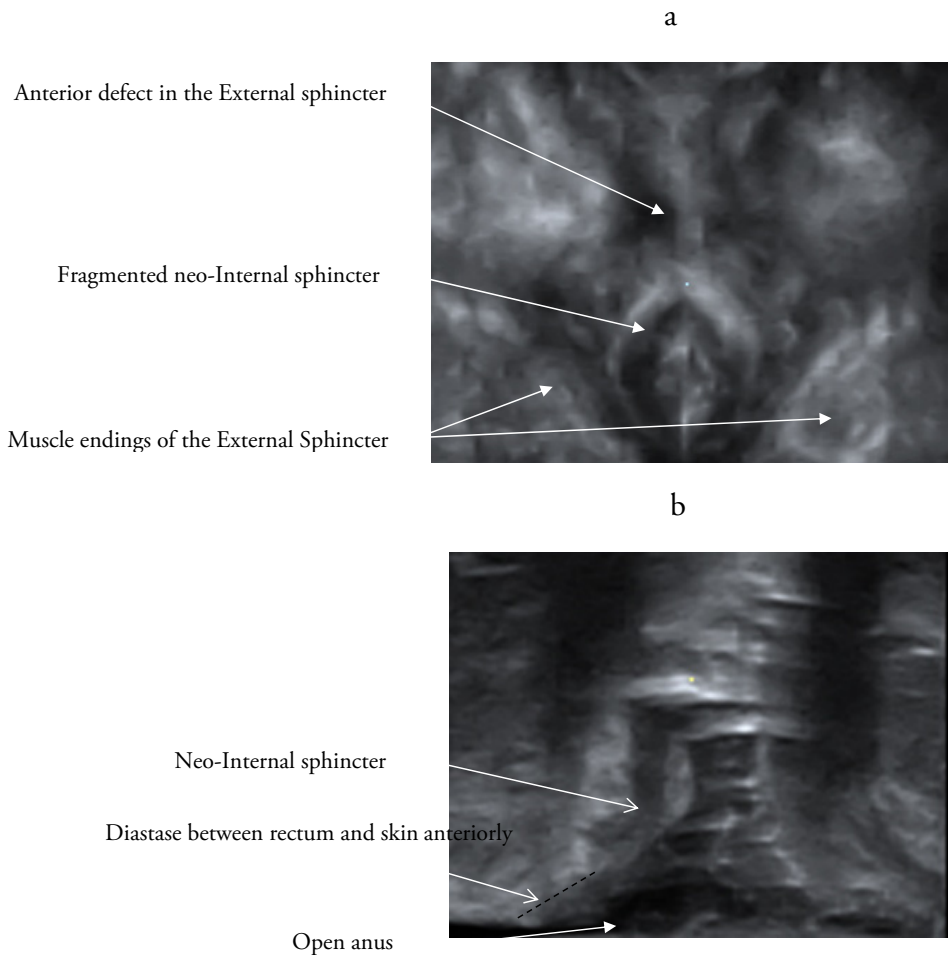 a
Anterior defect in the External sphincter
Fragmented neo-Internal sphincter
Muscle endings of the External Sphincter
b
Neo-Internal sphincter
Diastase between rectum and skin anteriorly
Open anus